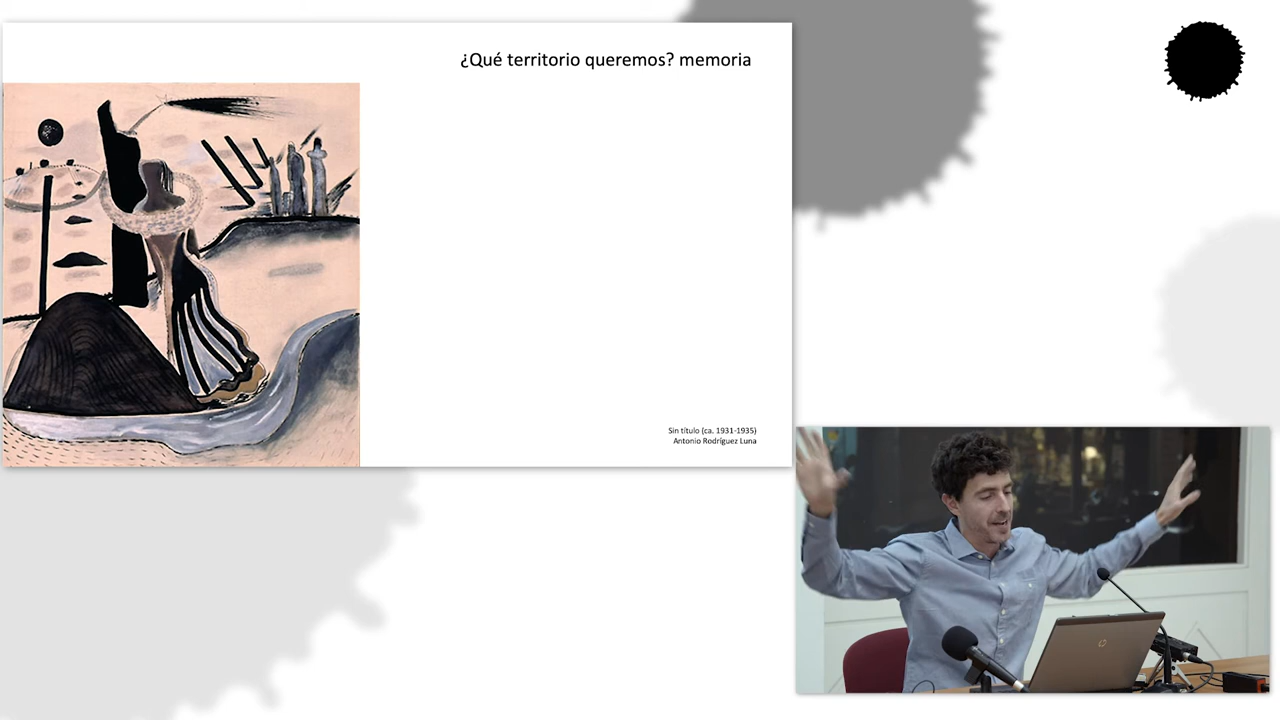 ¿Qué territorio queremos? memoria
Sin título (ca. 1931-1935)
Antonio Rodríguez Luna